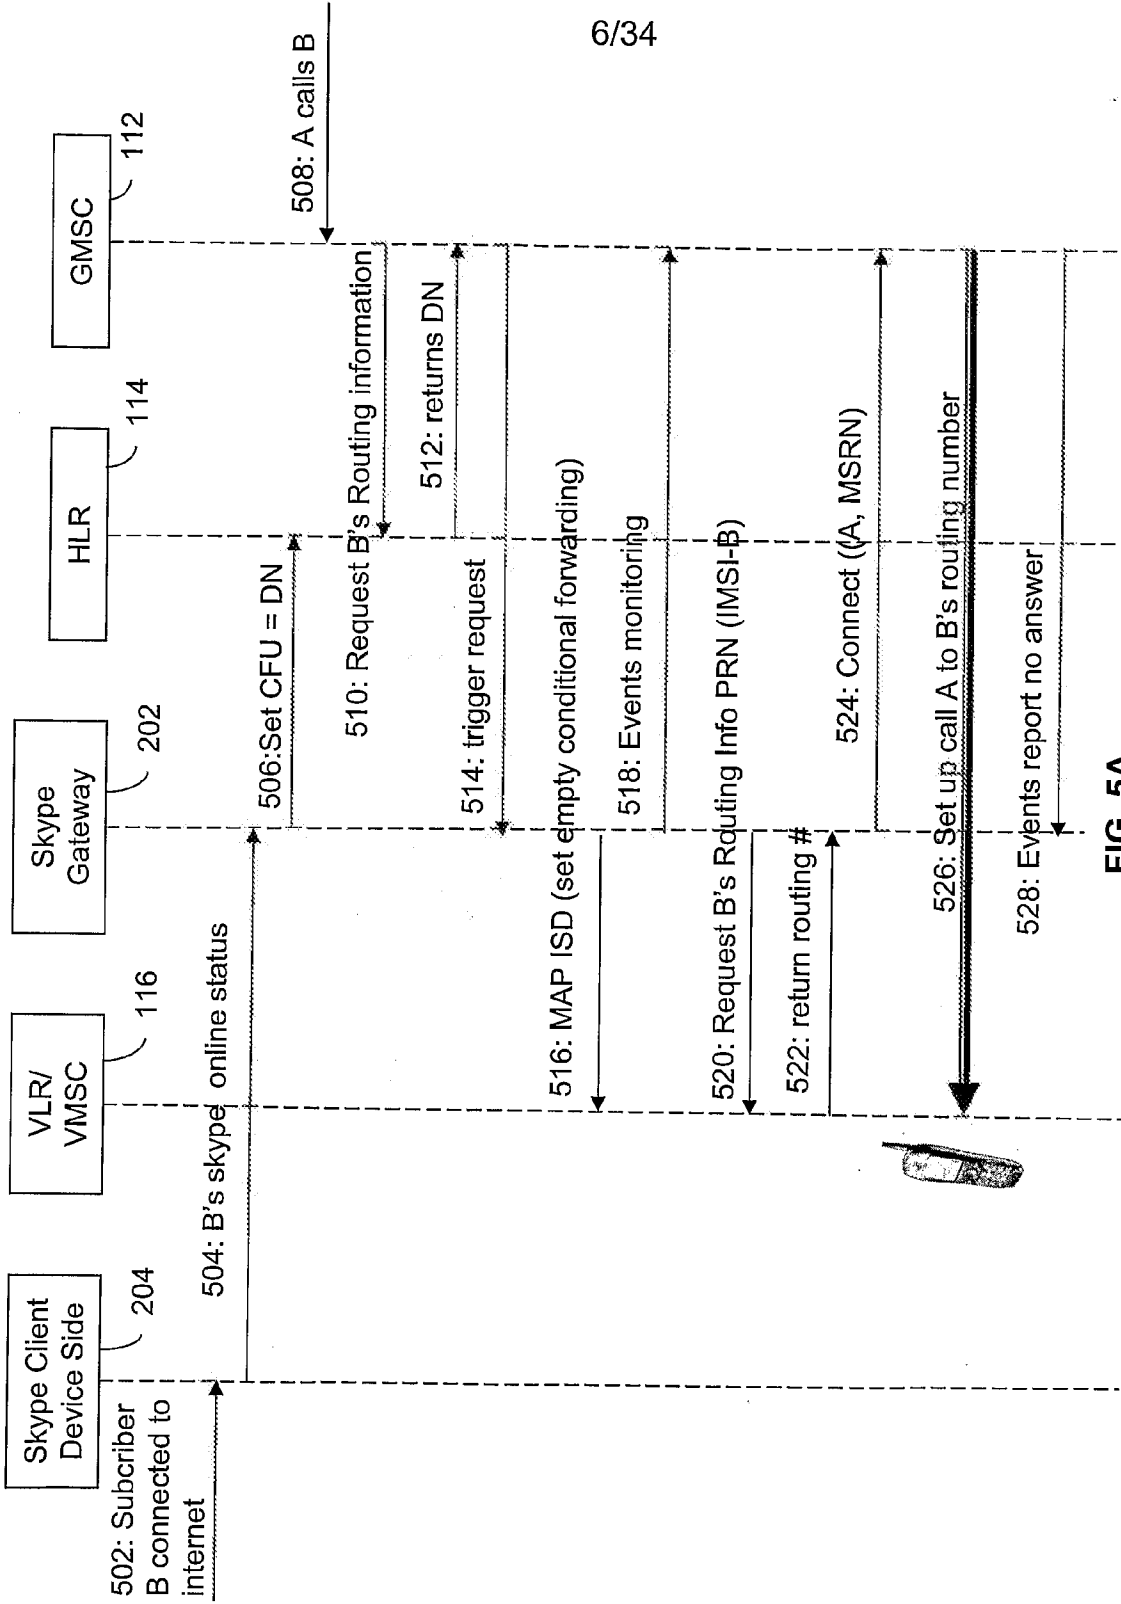 6/34
Skype Client
Device Side
204
VLR/
VMSC
116
Skype
Gateway
202
HLR
114
GMSC
112
502: Subcriber
B connected to
internet
504: B's skype online status
506:Set CFU = DN
508: A calls B
510: Request B's Routing information
512: returns DN
514: trigger request
516: MAP ISD (set empty conditional forwarding)
518: Events monitoring
520: Request B's Routing Info PRN (IMSI-B)
522: return routing #
524: Connect ((A, MSRN)
526: Set up call A to B's routing number
528: Events report no answer
FIG. 5A